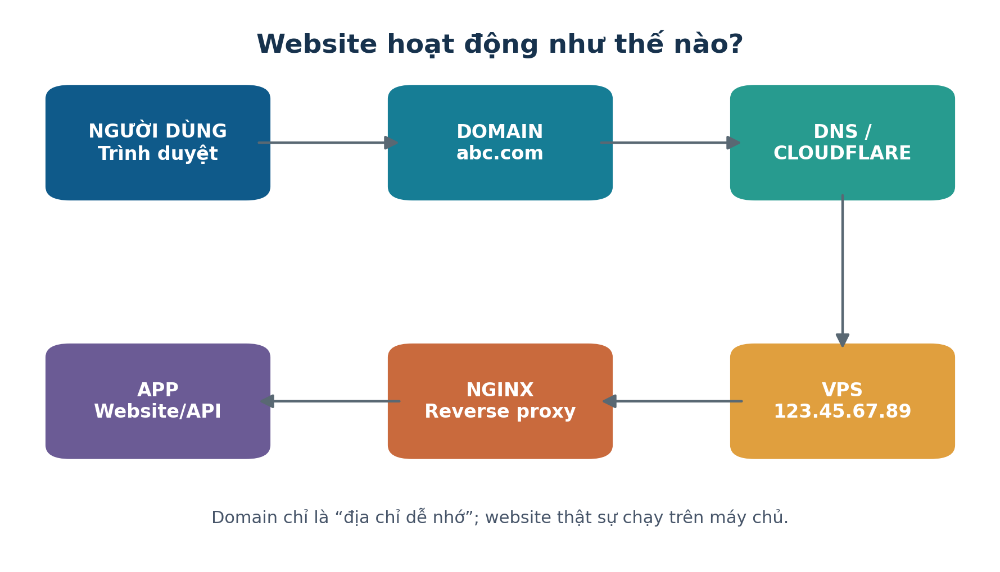 Website hoạt động như thế nào?
NGƯỜI DÙNG
Trình duyệt
DOMAIN
abc.com
DNS /
CLOUDFLARE
APP
Website/API
NGINX
Reverse proxy
VPS
123.45.67.89
Domain chỉ là “địa chỉ dễ nhớ”; website thật sự chạy trên máy chủ.